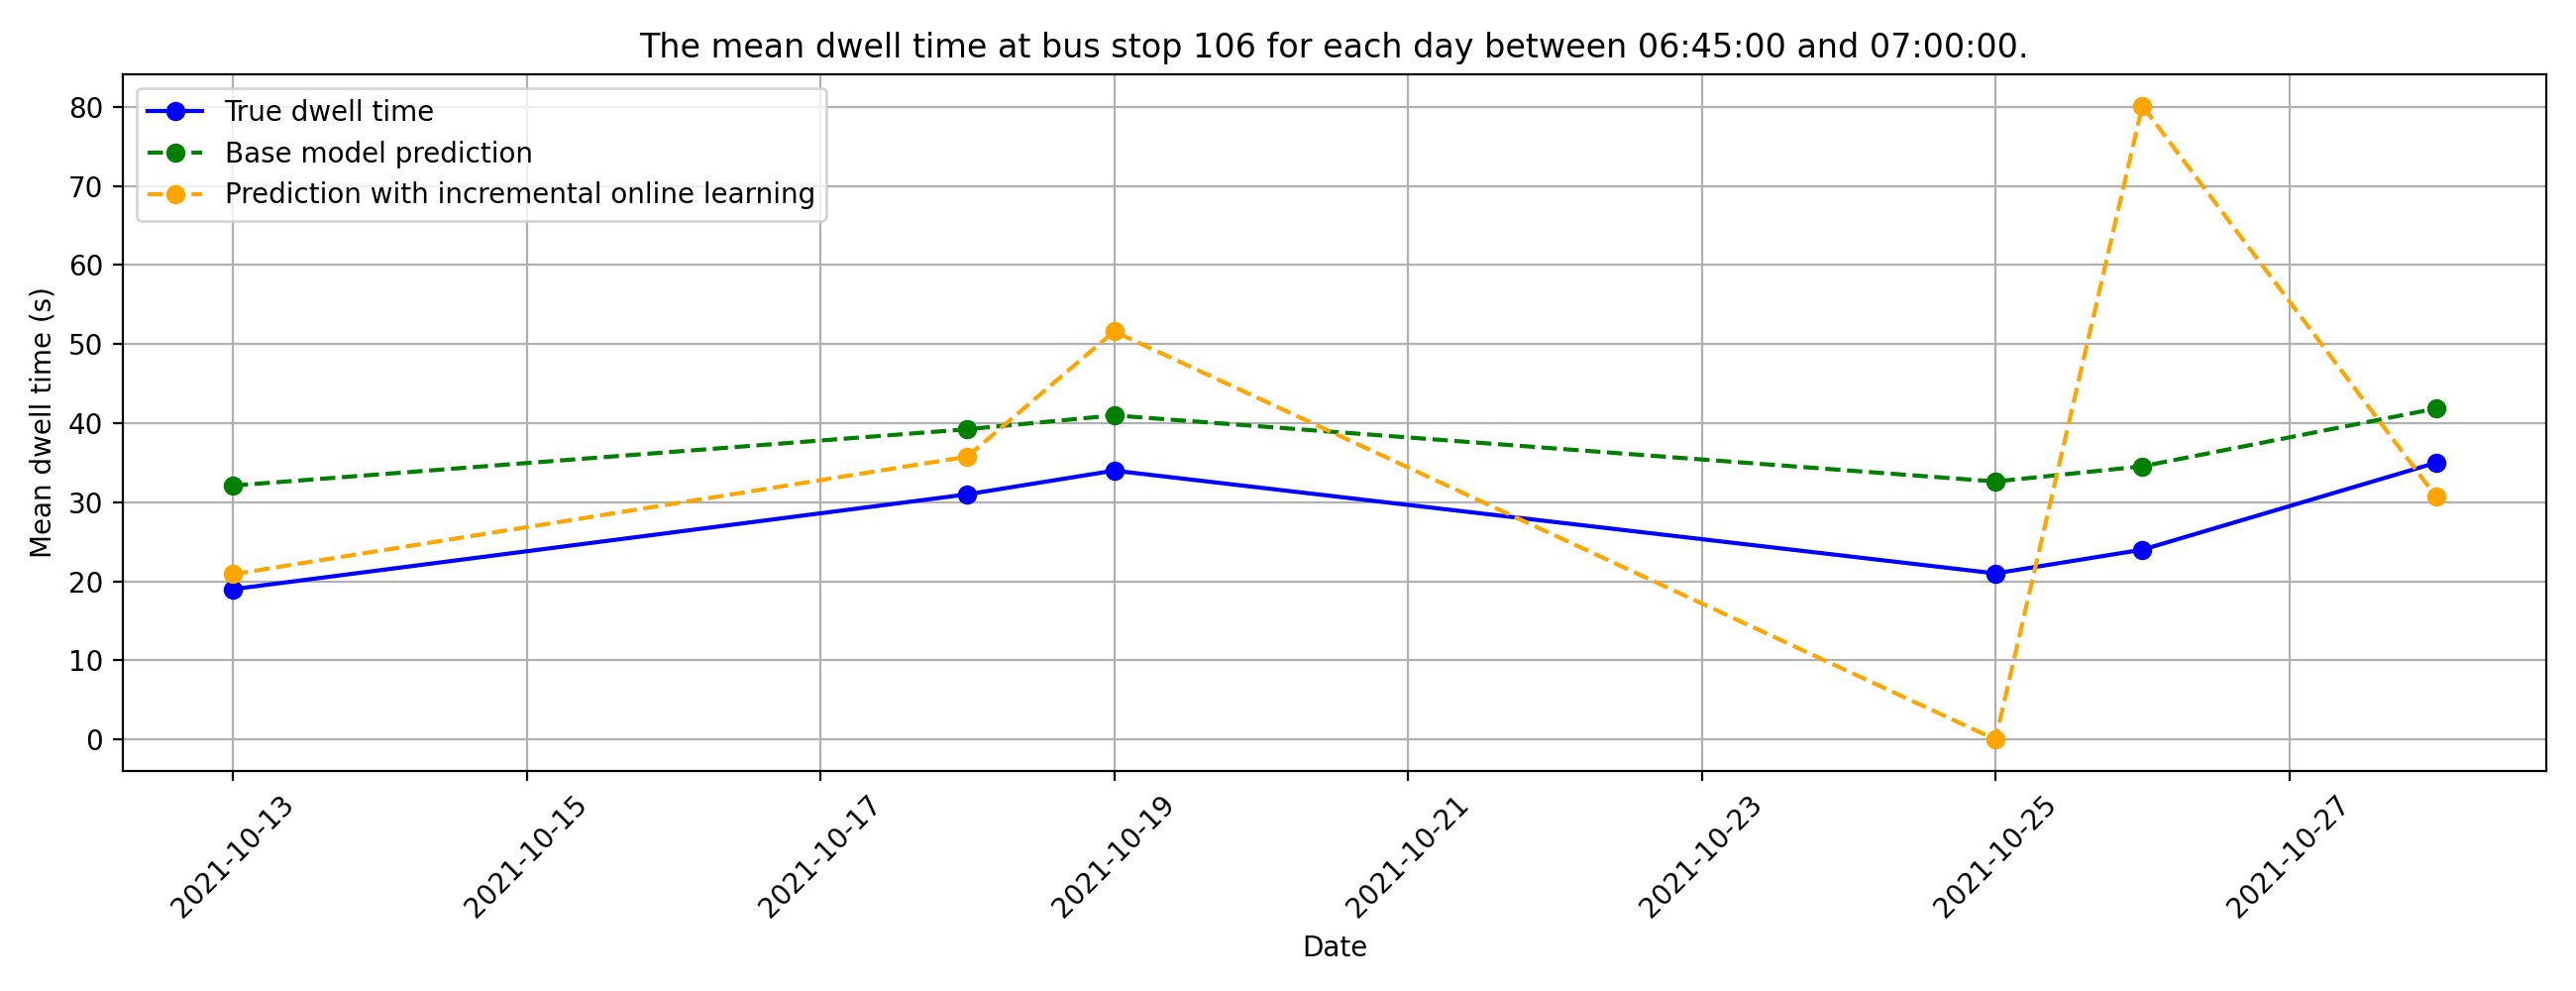 The mean dwell time at bus stop 106 for each day between 06:45:00 and 07:00:00.
True dwell time
Base model prediction
Prediction with incremental online learning
Mean dwell time (s)
80
70
60
50
40
30
20
10
0
2021-10-13
2021-10-15
2021-10-17
2021-10-19
2021-10-21
2021-10-23
2021-10-25
2021-10-27
Date